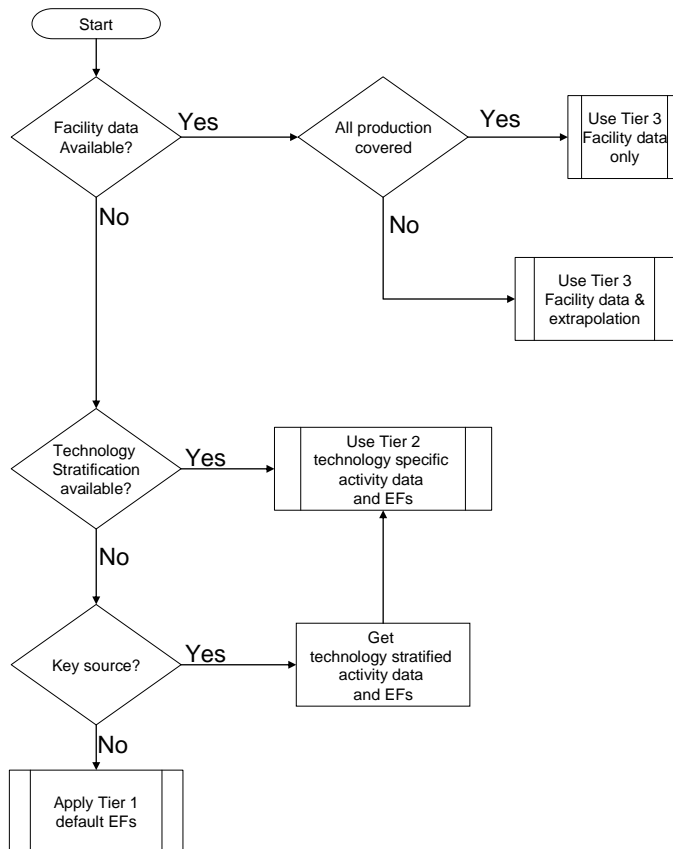 Start
Facility data
Available?
Yes
All production
covered
Yes
Use Tier 3
Facility data
only
No
No
Use Tier 3
Facility data &
extrapolation
Technology
Stratification
available?
Yes
Use Tier 2
technology specific
activity data
and EFs
No
Key source?
Yes
Get
technology stratified
activity data
and EFs
No
Apply Tier 1
default EFs